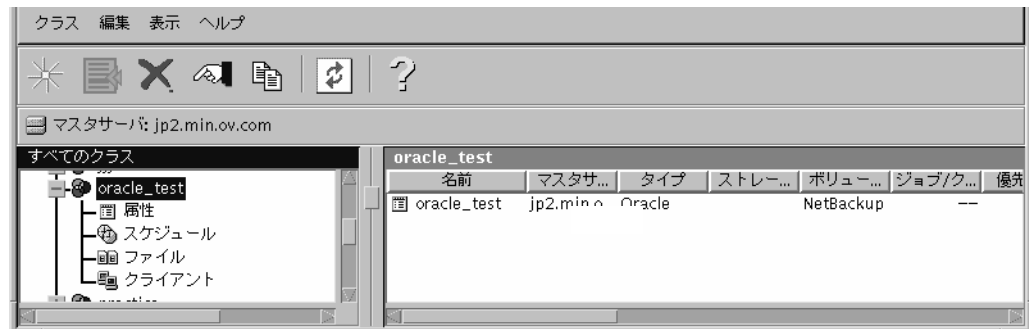 クラス 編集 表示 ヘルプ
マスタサーバ: jp2.min.ov.com
すべてのクラス
oracle_test
属性
スケジュール
ファイル
クライアント
oracle_test
名前 マスタサ... タイプ ストレー... ボリュー... ジョブ/ク... 優先
oracle_test jp2.min.o Oracle NetBackup --